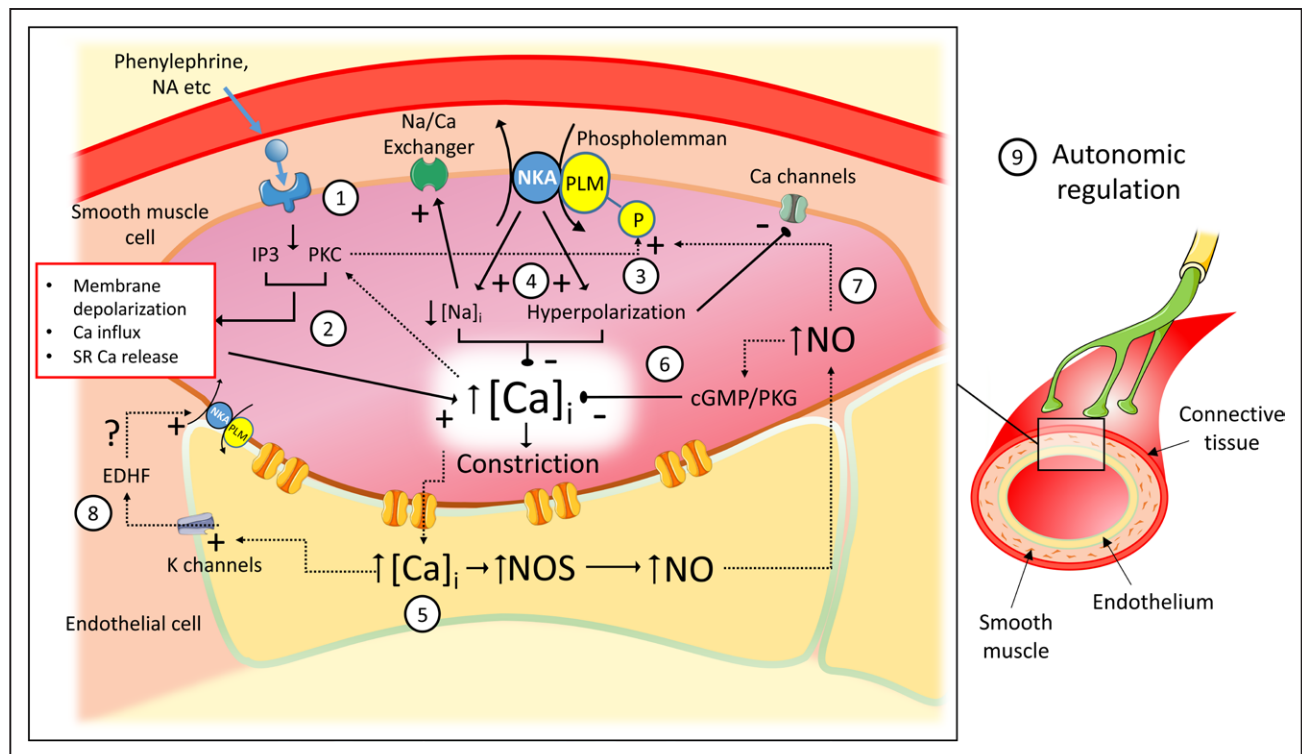 Phenylephrine,
NA etc
Na/Ca
Exchanger
Phospholemman
NKA
PLM
P
Ca channels
9
Autonomic
regulation
Smooth muscle
cell
1
+
+
-
IP3 PKC
3
• Membrane
depolarization
• Ca influx
• SR Ca release
2
+ 4 +
↓ [Na]i
Hyperpolarization
7
-
6
↑NO
↑ [Ca]i
+
-
cGMP/PKG
Constriction
NKA
PLM
+
?
EDHF
8
+
K channels
↑ [Ca]i → ↑NOS → ↑NO
5
Endothelial cell
Connective
tissue
Endothelium
Smooth
muscle